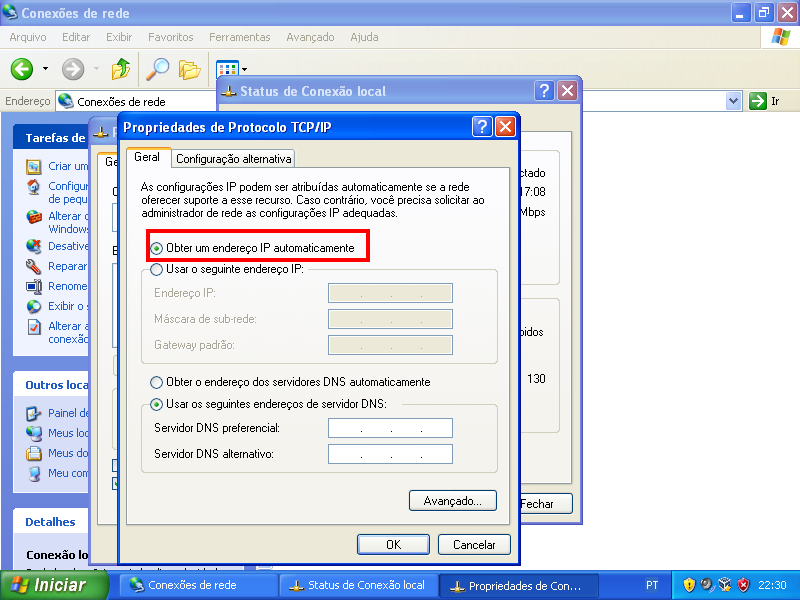 Conexões de rede
Arquivo Editar Exibir Favoritos Ferramentas Avançado Ajuda
Endereço Conexões de rede Ir
Status de Conexão local
Propriedades de Protocolo TCP/IP
Geral Configuração alternativa
As configurações IP podem ser atribuídas automaticamente se a rede
oferecer suporte a esse recurso. Caso contrário, você precisa solicitar ao
administrador de rede as configurações IP adequadas.
Obter um endereço IP automaticamente
Usar o seguinte endereço IP:
Endereço IP:
Máscara de sub-rede:
Gateway padrão:
Obter o endereço dos servidores DNS automaticamente
Usar os seguintes endereços de servidor DNS:
Servidor DNS preferencial:
Servidor DNS alternativo:
Avançado...
OK Cancelar
Tarefas de
Criar um
Configur
de pequ
Alterar c
Windows
Desative
Reparar
Renome
Exibir o s
Alterar a
conexão
Outros loca
Painel de
Meus loc
Meus do
Meu com
Detalhes
Conexão lo
Ge
ctado
17:08
Mbps
bidos
130
Fechar
Iniciar
Conexões de rede
Status de Conexão local
Propriedades de Con...
PT
22:30